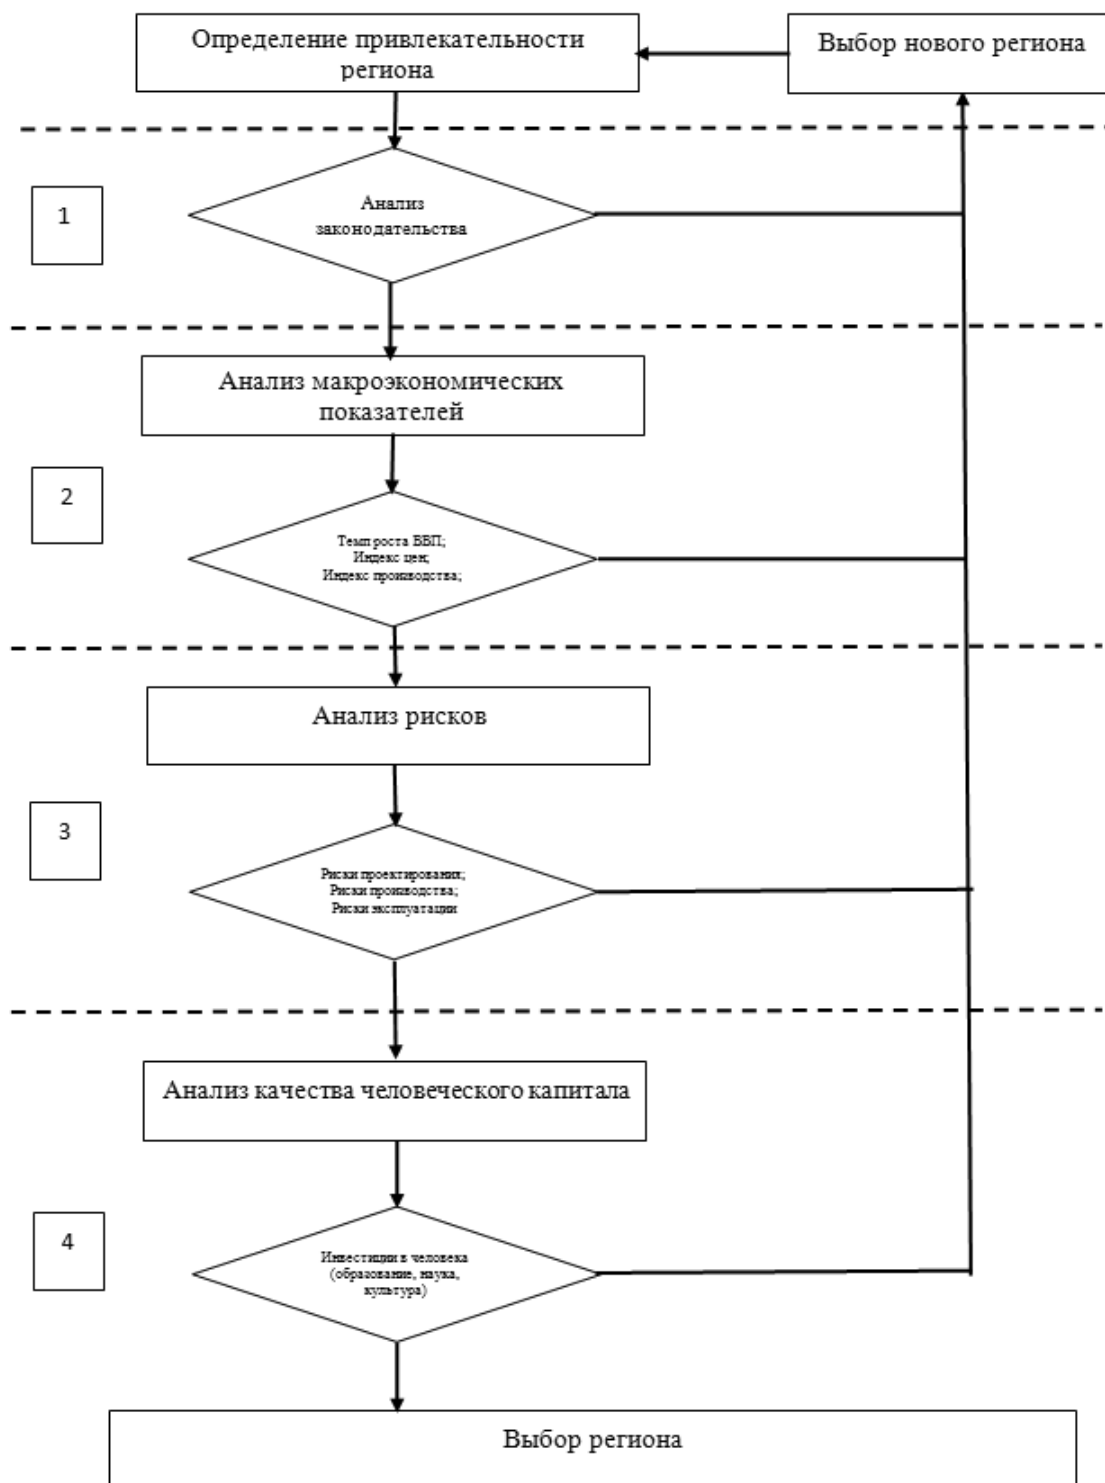 Определение привлекательности
региона
Выбор нового региона
1
Анализ
законодательства
Анализ макроэкономических
показателей
2
Темп роста ВВП;
Индекс цен;
Индекс производства;
Анализ рисков
3
Риски проектирования;
Риски производства;
Риски эксплуатации
Анализ качества человеческого капитала
4
Инвестиции в человека
(образование, наука,
культура)
Выбор региона